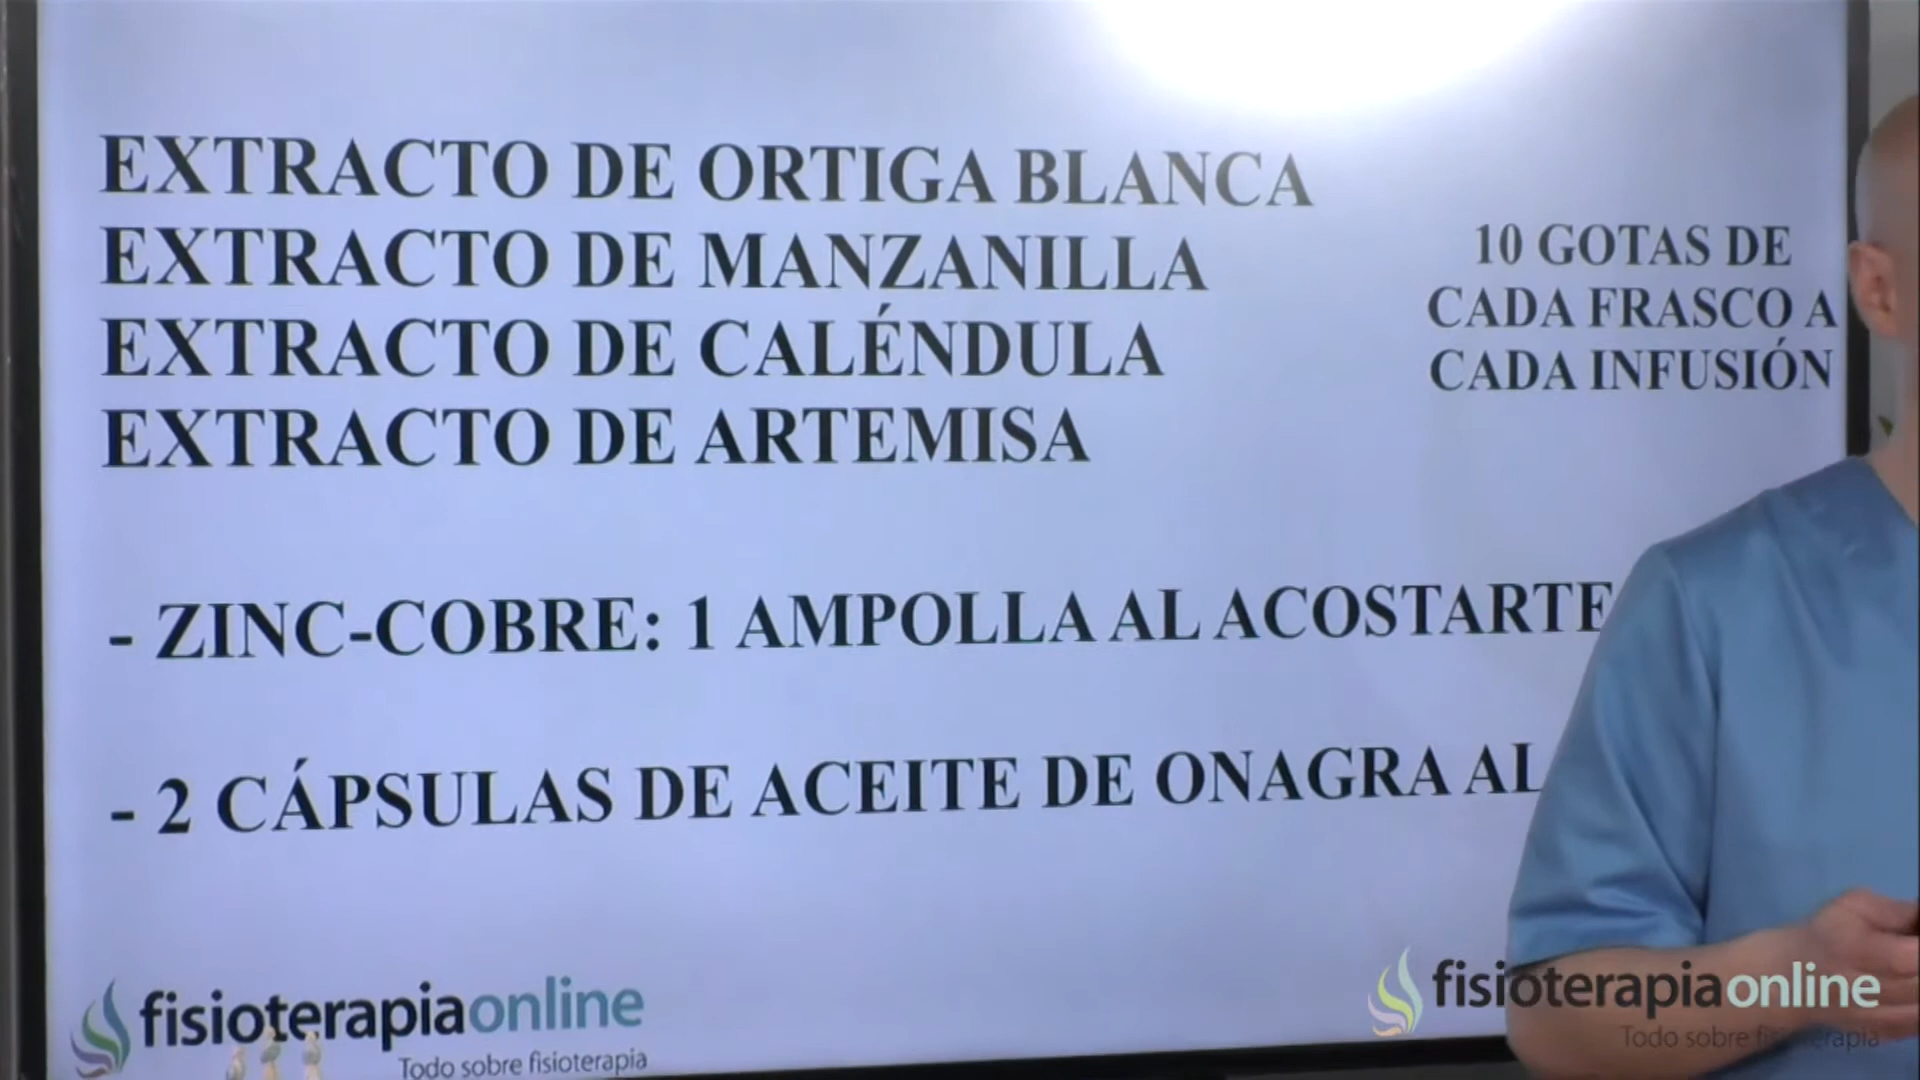 EXTRACTO DE ORTIGA BLANCA
EXTRACTO DE MANZANILLA
EXTRACTO DE CALÉNDULA
EXTRACTO DE ARTEMISA
10 GOTAS DE
CADA FRASCO A
CADA INFUSIÓN
- ZINC-COBRE: 1 AMPOLLA AL ACOSTARTE
- 2 CÁPSULAS DE ACEITE DE ONAGRA AL
fisioterapiaonline
Todo sobre fisioterapia
fisioterapiaonline
Todo sobre fisioterapia